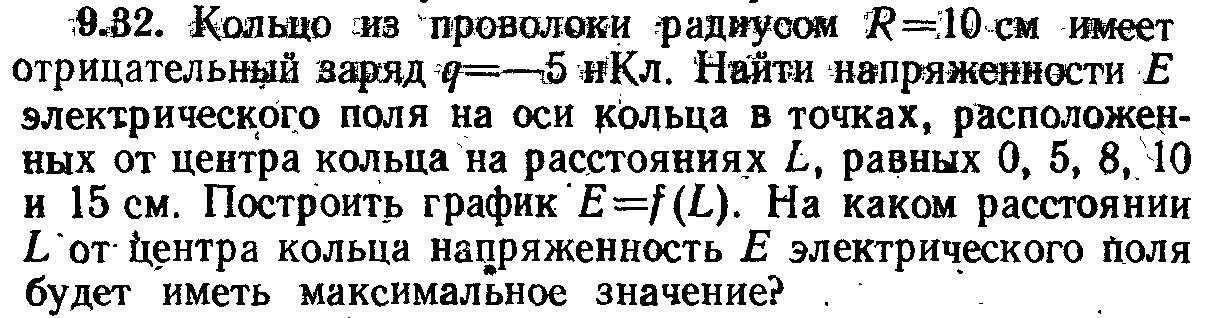 9.32. Кольцо из проволоки радиусом R=10 см имеет
отрицательный заряд q=—5 нКл. Найти напряженности E
электрического поля на оси кольца в точках, расположен-
ных от центра кольца на расстояниях L, равных 0, 5, 8, 10
и 15 см. Построить график E=f(L). На каком расстоянии
L от центра кольца напряженность E электрического поля
будет иметь максимальное значение?